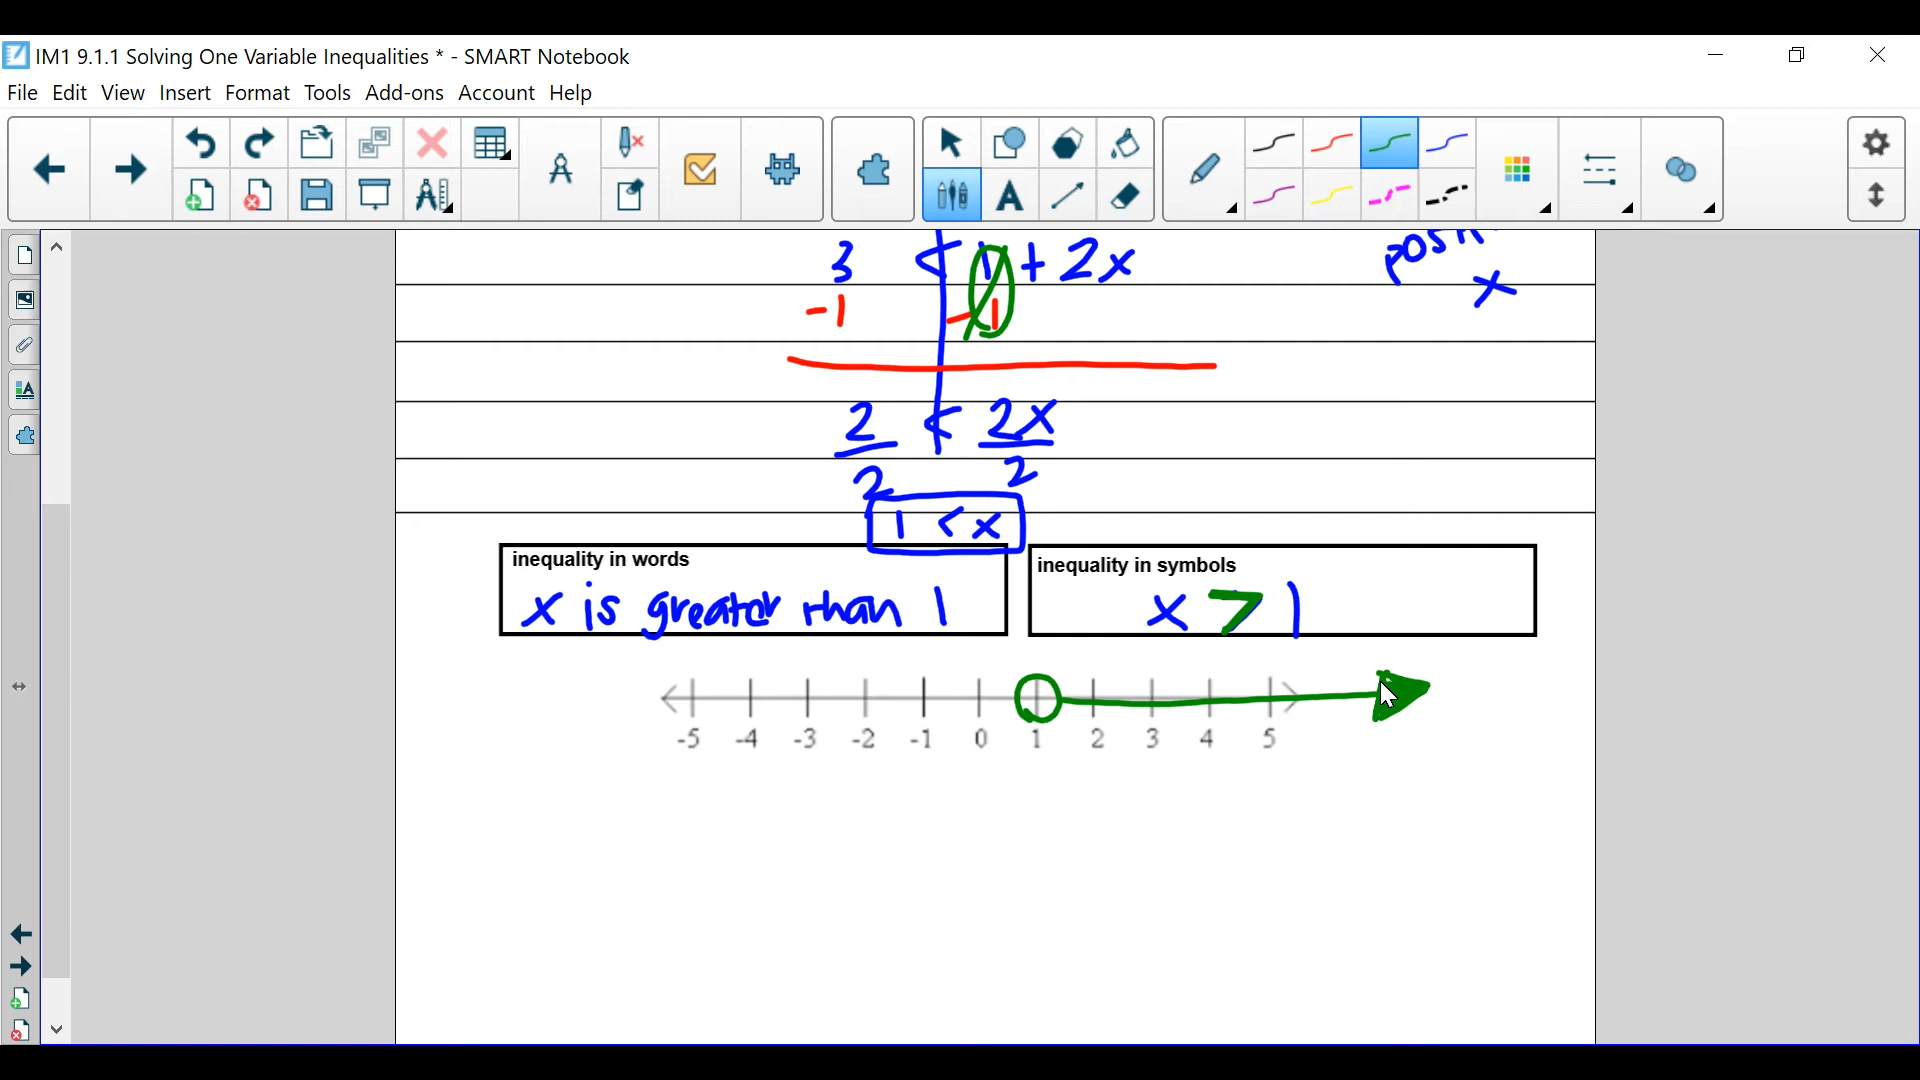 IM1 9.1.1 Solving One Variable Inequalities * - SMART Notebook
File Edit View Insert Format Tools Add-ons Account Help
3 < 1 + 2x
-1 -1
2 < 2x
2 2
1 < x
x
inequality in words
x is greater than 1
inequality in symbols
x > 1
-5 -4 -3 -2 -1 0 1 2 3 4 5